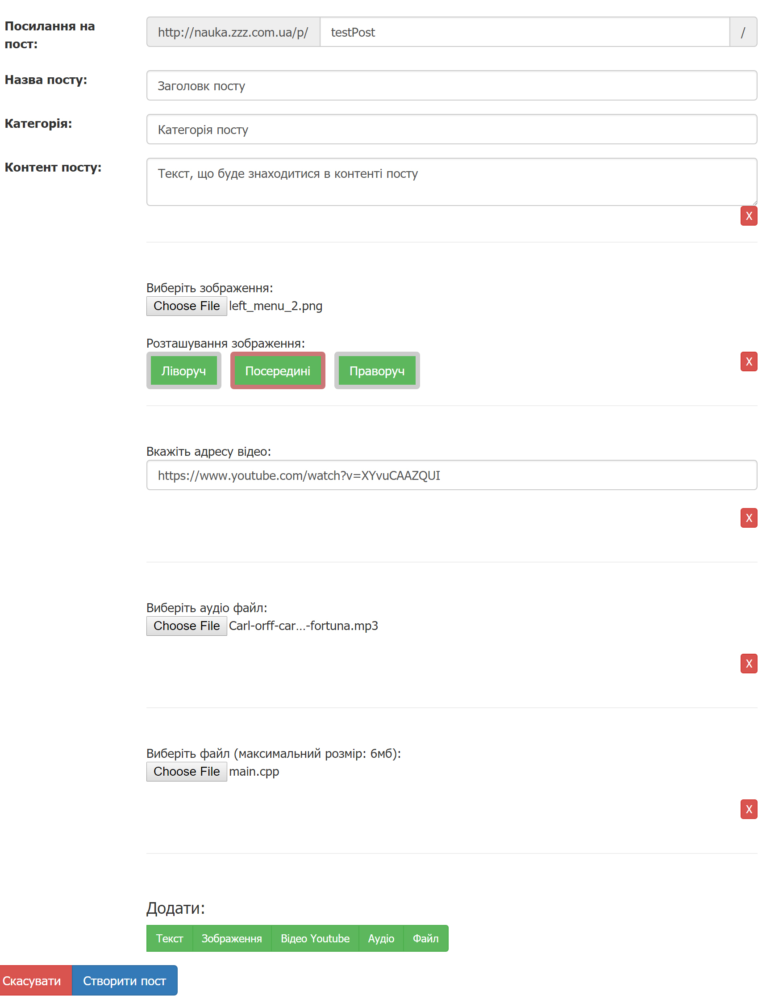 Посилання на
пост:
http://nauka.zzz.com.ua/p/ testPost /
Назва посту: Заголовк посту
Категорія: Категорія посту
Контент посту: Текст, що буде знаходитися в контенті посту
X
Виберіть зображення:
Choose File left_menu_2.png
Розташування зображення:
Ліворуч Посередині Праворуч X
Вкажіть адресу відео:
https://www.youtube.com/watch?v=XYvuCAAZQUI
X
Виберіть аудіо файл:
Choose File Carl-orff-car...-fortuna.mp3
X
Виберіть файл (максимальний розмір: 6мб):
Choose File main.cpp
X
Додати:
Текст Зображення Відео Youtube Аудіо Файл
Скасувати Створити пост